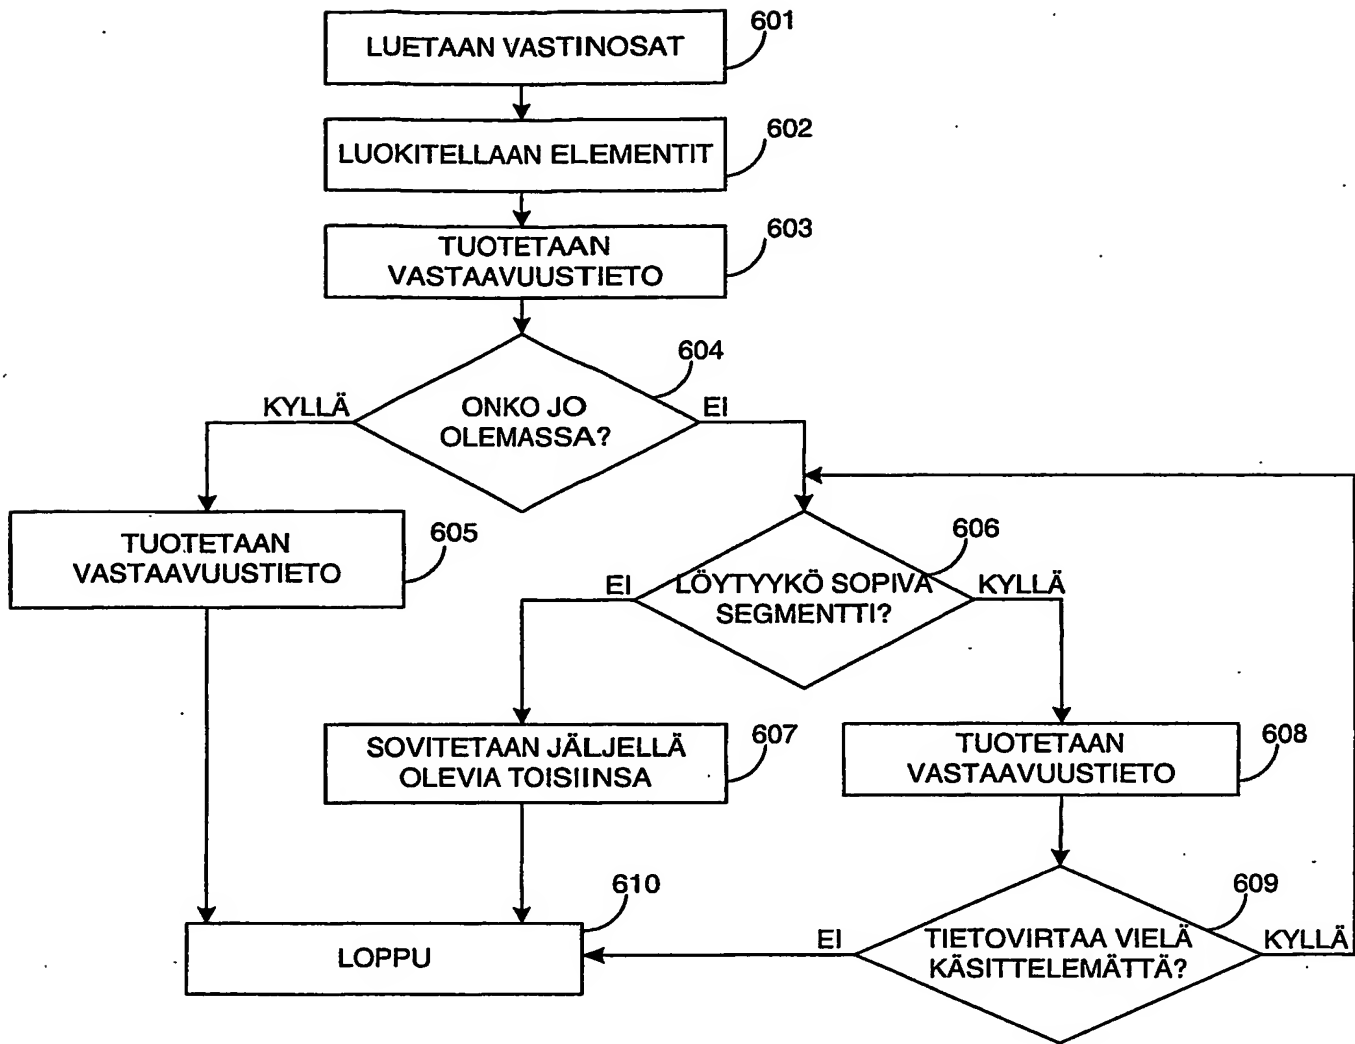 601
LUETAAN VASTINOSAT
602
LUOKITELLAAN ELEMENTIT
603
TUOTETAAN
VASTAAVUUSTIETO
604
KYLLÄ
ONKO JO
OLEMASSA?
EI
605
TUOTETAAN
VASTAAVUUSTIETO
606
EI
LÖYTYYKÖ SOPIVA
SEGMENTTI?
KYLLÄ
607
SOVITETAAN JÄLJELLÄ
OLEVIA TOISIINSA
608
TUOTETAAN
VASTAAVUUSTIETO
610
LOPPU
609
EI
TIETOVIRTAA VIELÄ
KÄSITTELEMÄTTÄ?
KYLLÄ